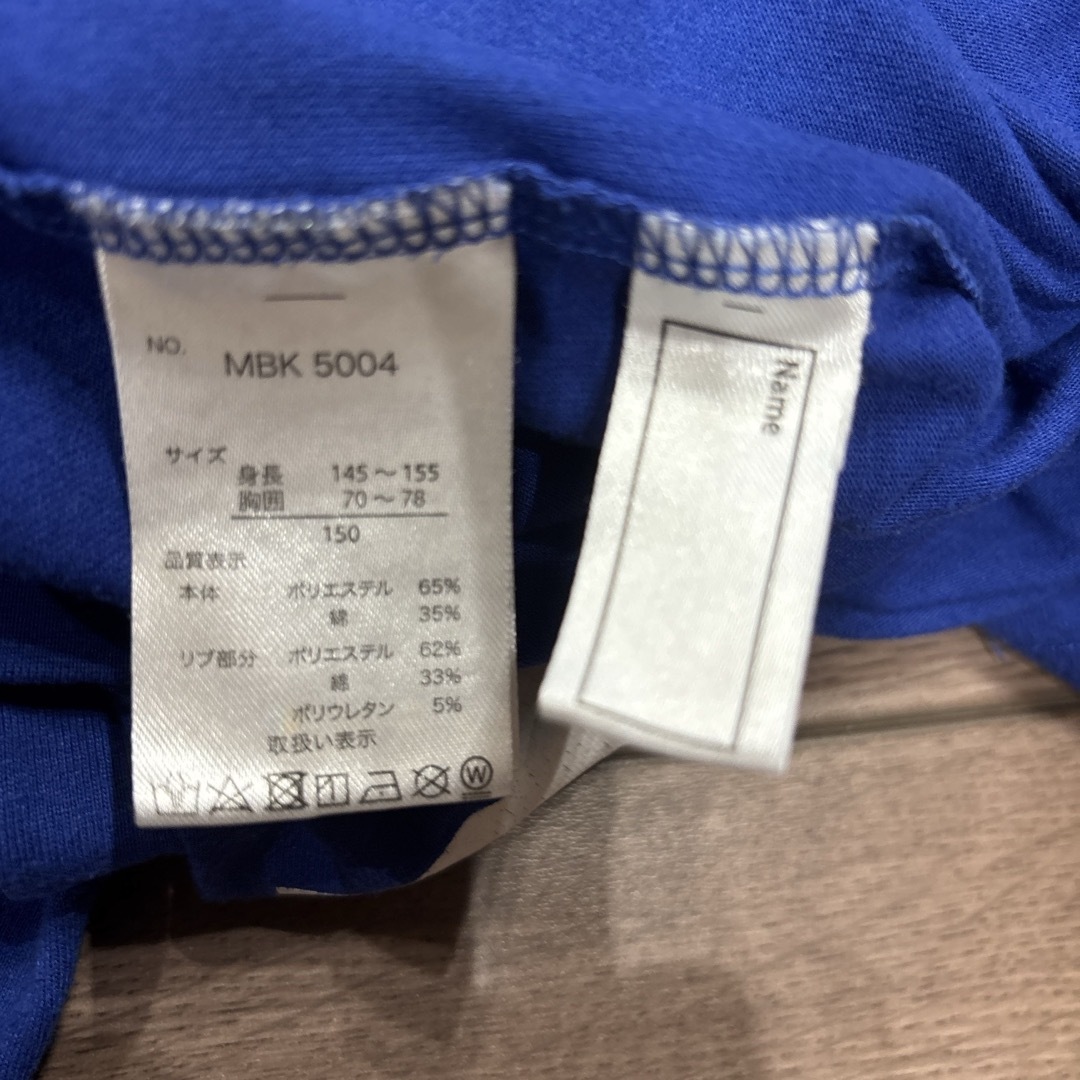 NO.
MBK 5004
サイズ
身長 145～155
胸囲 70～78
150
品質表示
本体 ポリエステル 65%
綿 35%
リブ部分 ポリエステル 62%
綿 33%
ポリウレタン 5%
取扱い表示
W
Name